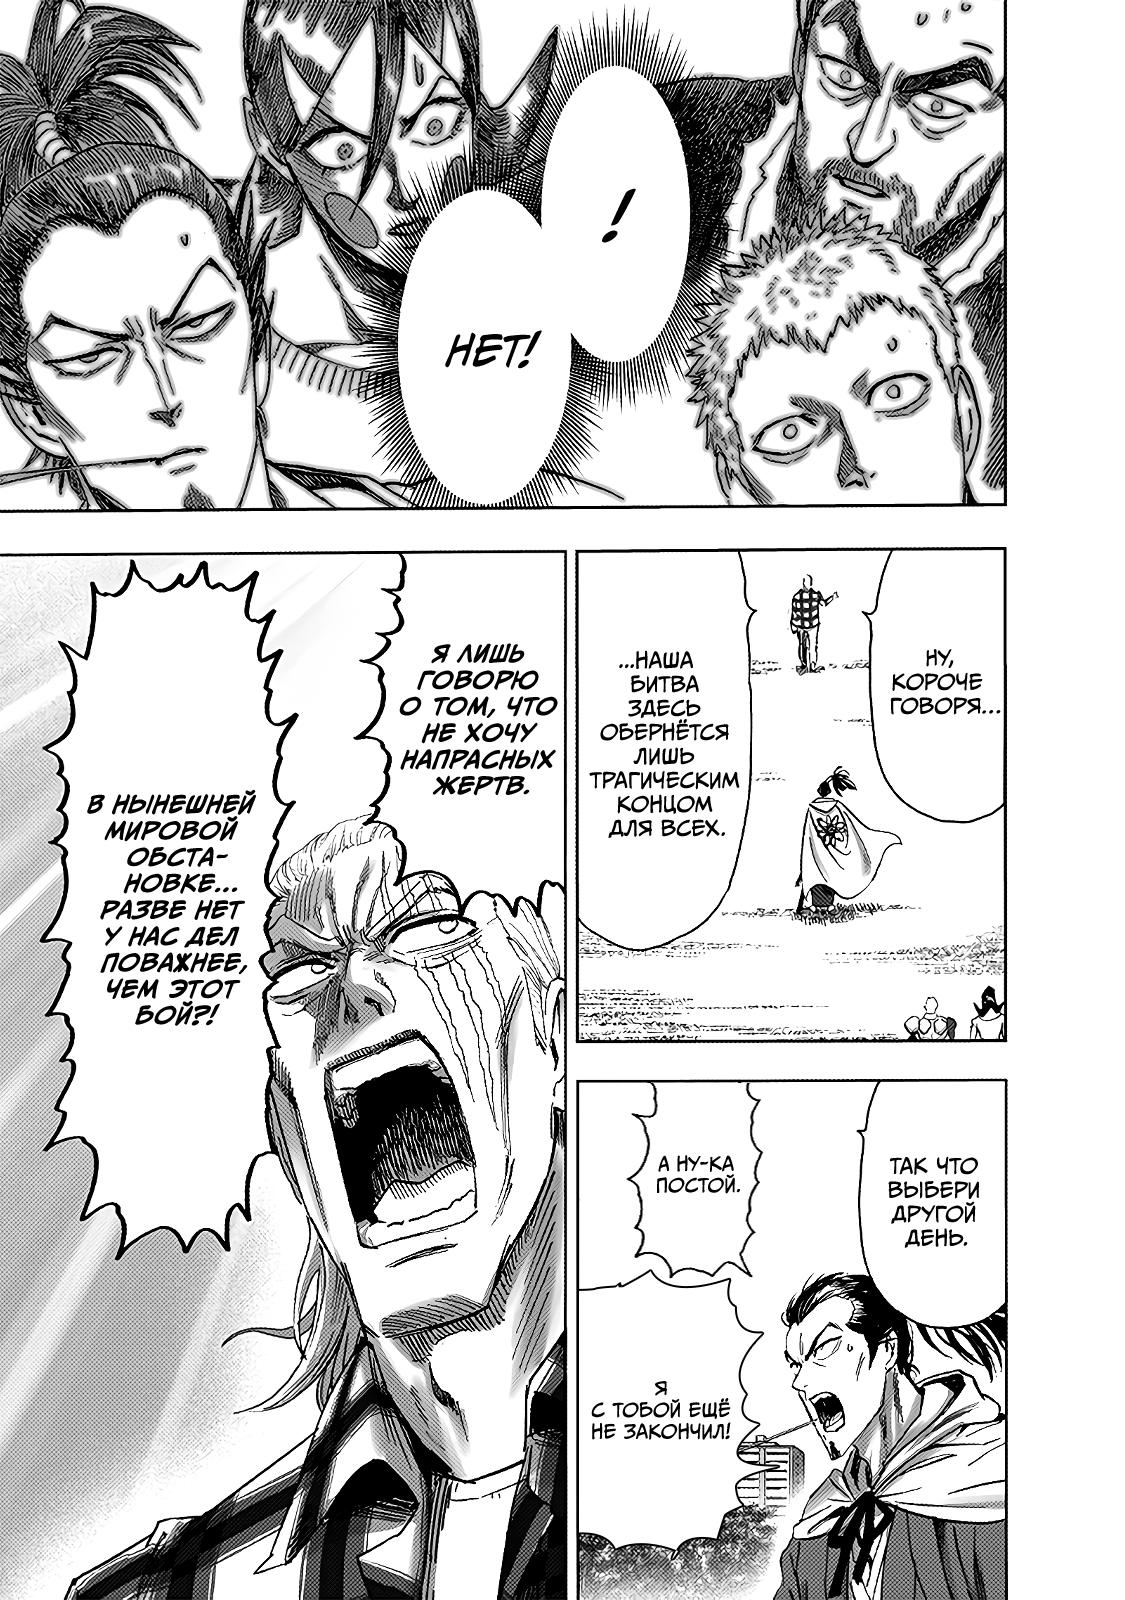 !
НЕТ!
НУ,
КОРОЧЕ
ГОВОРЯ...
...НАША
БИТВА
ЗДЕСЬ
ОБЕРНЁТСЯ
ЛИШЬ
ТРАГИЧЕСКИМ
КОНЦОМ
ДЛЯ ВСЕХ.
ТАК ЧТО
ВЫБЕРИ
ДРУГОЙ
ДЕНЬ.
А НУ-КА
ПОСТОЙ.
Я
С ТОБОЙ ЕЩЁ
НЕ ЗАКОНЧИЛ!
Я ЛИШЬ
ГОВОРЮ
О ТОМ, ЧТО
НЕ ХОЧУ
НАПРАСНЫХ
ЖЕРТВ.
В НЫНЕШНЕЙ
МИРОВОЙ
ОБСТА-
НОВКЕ...
РАЗВЕ НЕТ
У НАС ДЕЛ
ПОВАЖНЕЕ,
ЧЕМ ЭТОТ
БОЙ?!